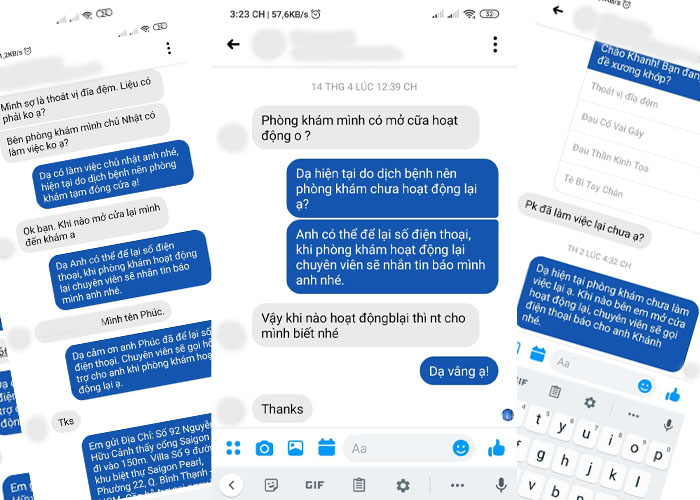 1,2KB/s
32
32
Mình sợ là thoát vị đĩa đệm. Liệu có
phải ko ạ?
Bên phòng khám mình chủ Nhật có
làm việc ko ạ?
Dạ có làm việc chủ nhật anh nhé,
hiện tại do dịch bệnh nên phòng
khám tạm đóng cửa ạ!
Ok bạn. Khi nào mở cửa lại mình
đến khám a
Dạ Anh có thể để lại số điện
thoại, khi phòng khám hoạt động
lại chuyên viên sẽ nhắn tin báo
mình anh nhé.
Mình tên Phúc.
Dạ cảm ơn anh Phúc đã để lại số
điện thoại. Chuyên viên sẽ gọi hỗ
trợ cho anh khi phòng khám hoạt
động lại ạ.
Tks
Em gửi Địa Chỉ: Số 92 Nguyễn
Hữu Cảnh thấy cổng Saigon
đi vào 150m. Villa Số 9 đường
khu biệt thự Saigon Pearl,
Phường 22, Q. Bình Thạnh
3:23 CH | 57,6KB/s
32
14 THG 4 LÚC 12:39 CH
Phòng khám mình có mở cữa hoạt
động o ?
Dạ hiện tại do dịch bệnh nên
phòng khám chưa hoạt động lại
ạ?
Anh có thể để lại số điện thoại,
khi phòng khám hoạt động lại
chuyên viên sẽ nhắn tin báo mình
anh nhé.
Vậy khi nào hoạt độngblại thì nt cho
mình biết nhé
Dạ vâng ạ!
Thanks
Aa
GIF
KB/s
32
Chào Khanh! Bạn đan
đề xương khớp?
Thoát vị đĩa đệm
Đau Cổ Vai Gáy
Đau Thần Kinh Tọa
Tê Bì Tay Chân
Pk đã làm việc lại chưa ạ?
TH 2 LÚC 4:32 CH
Dạ hiện tại phòng khám chưa làm
việc lại ạ. Khi nào bên em mở cửa
hoạt động lại, chuyên viên sẽ gọi
điện thoại báo cho anh Khánh
nhé.
Aa
GIF
t y u i o p
g h j k l
v b n